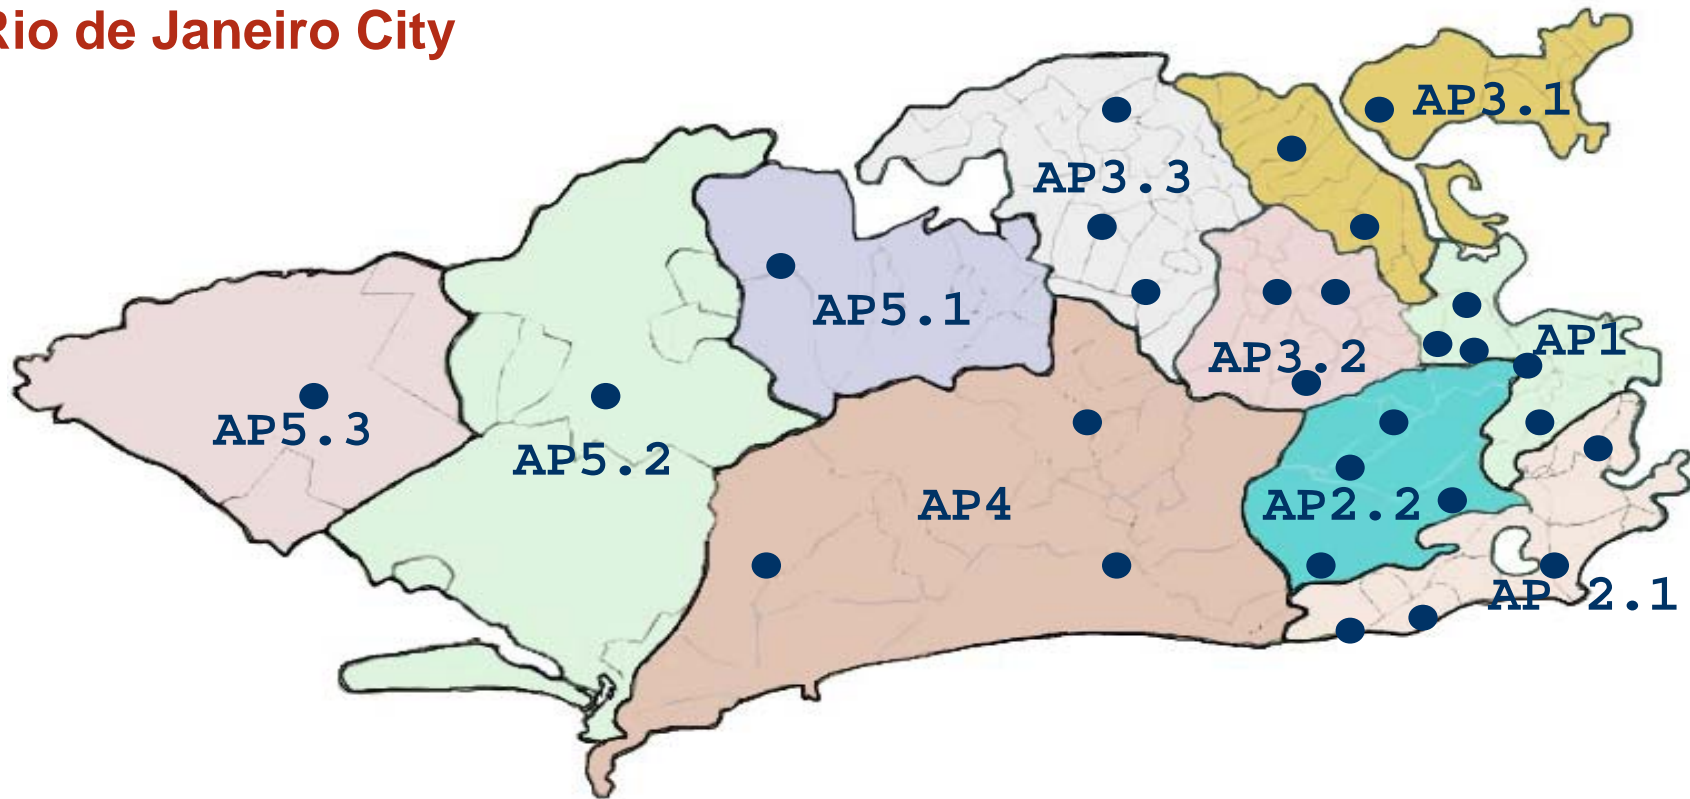 Rio de Janeiro City
AP3.1
AP3.3
AP5.1
AP3.2
AP1
AP5.3
AP5.2
AP4
AP2.2
AP 2.1